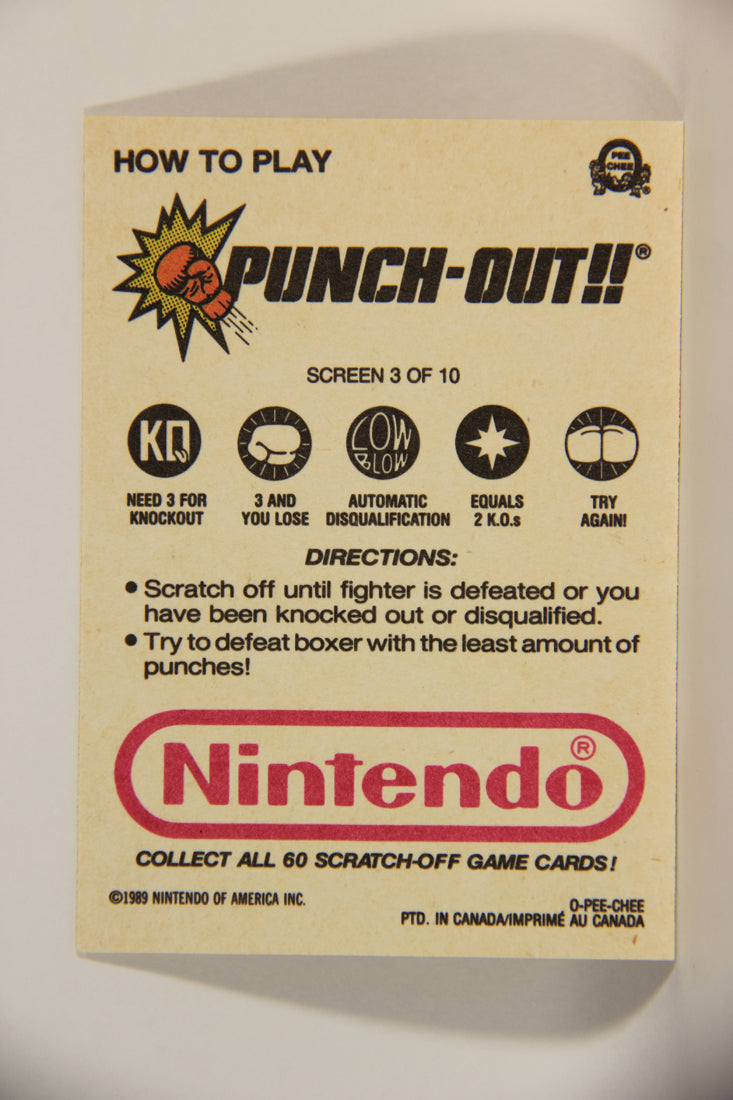 HOW TO PLAY
PEE
CHEE
PUNCH-OUT!!®
SCREEN 3 OF 10
KO
LOW
BLOW
NEED 3 FOR
KNOCKOUT
3 AND
YOU LOSE
AUTOMATIC
DISQUALIFICATION
EQUALS
2 K.O.s
TRY
AGAIN!
DIRECTIONS:
• Scratch off until fighter is defeated or you
have been knocked out or disqualified.
• Try to defeat boxer with the least amount of
punches!
Nintendo®
COLLECT ALL 60 SCRATCH-OFF GAME CARDS!
©1989 NINTENDO OF AMERICA INC.
O-PEE-CHEE
PTD. IN CANADA/IMPRIMÉ AU CANADA